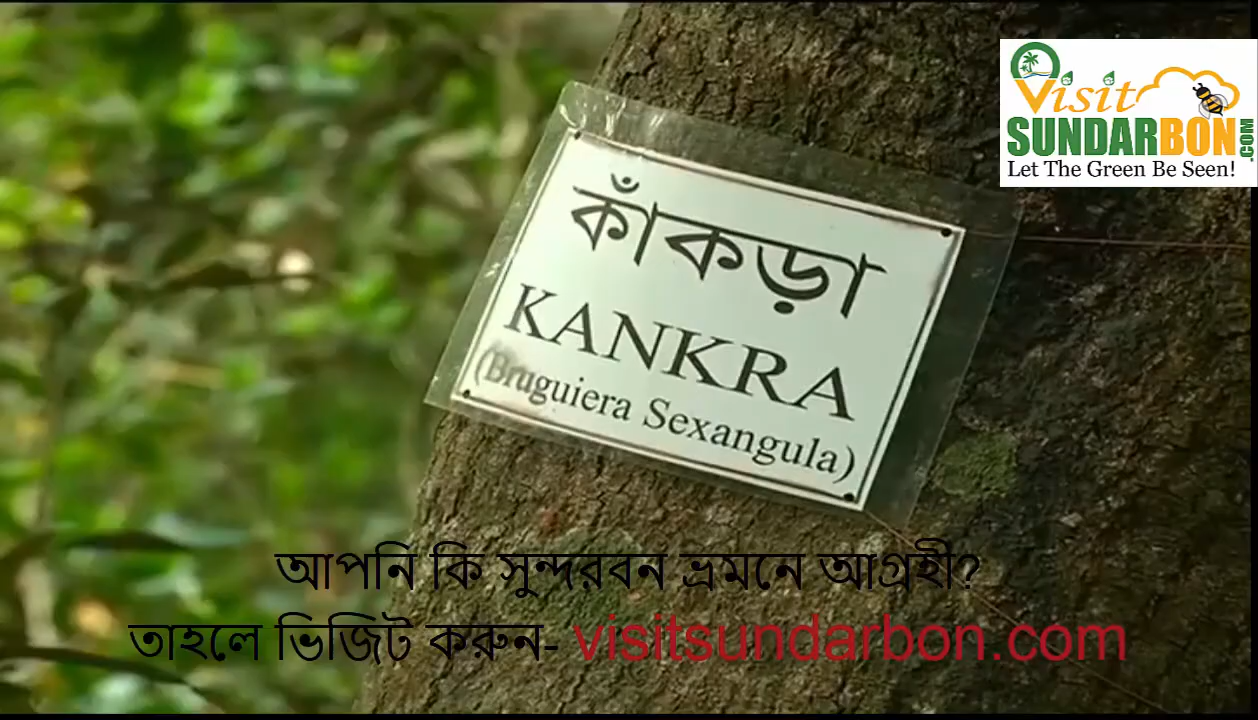 Visit
SUNDARBON.COM
Let The Green Be Seen!
কাঁকড়া
KANKRA
(Bruguiera Sexangula)
আপনি কি সুন্দরবন ভ্রমনে আগ্রহী?
তাহলে ভিজিট করুন- visitsundarbon.com